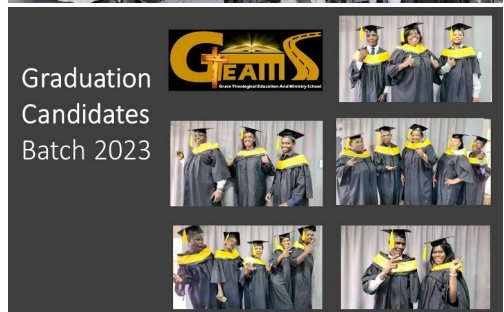 Graduation
Candidates
Batch 2023
GTEAMS
Grace Theological Education And Ministry School